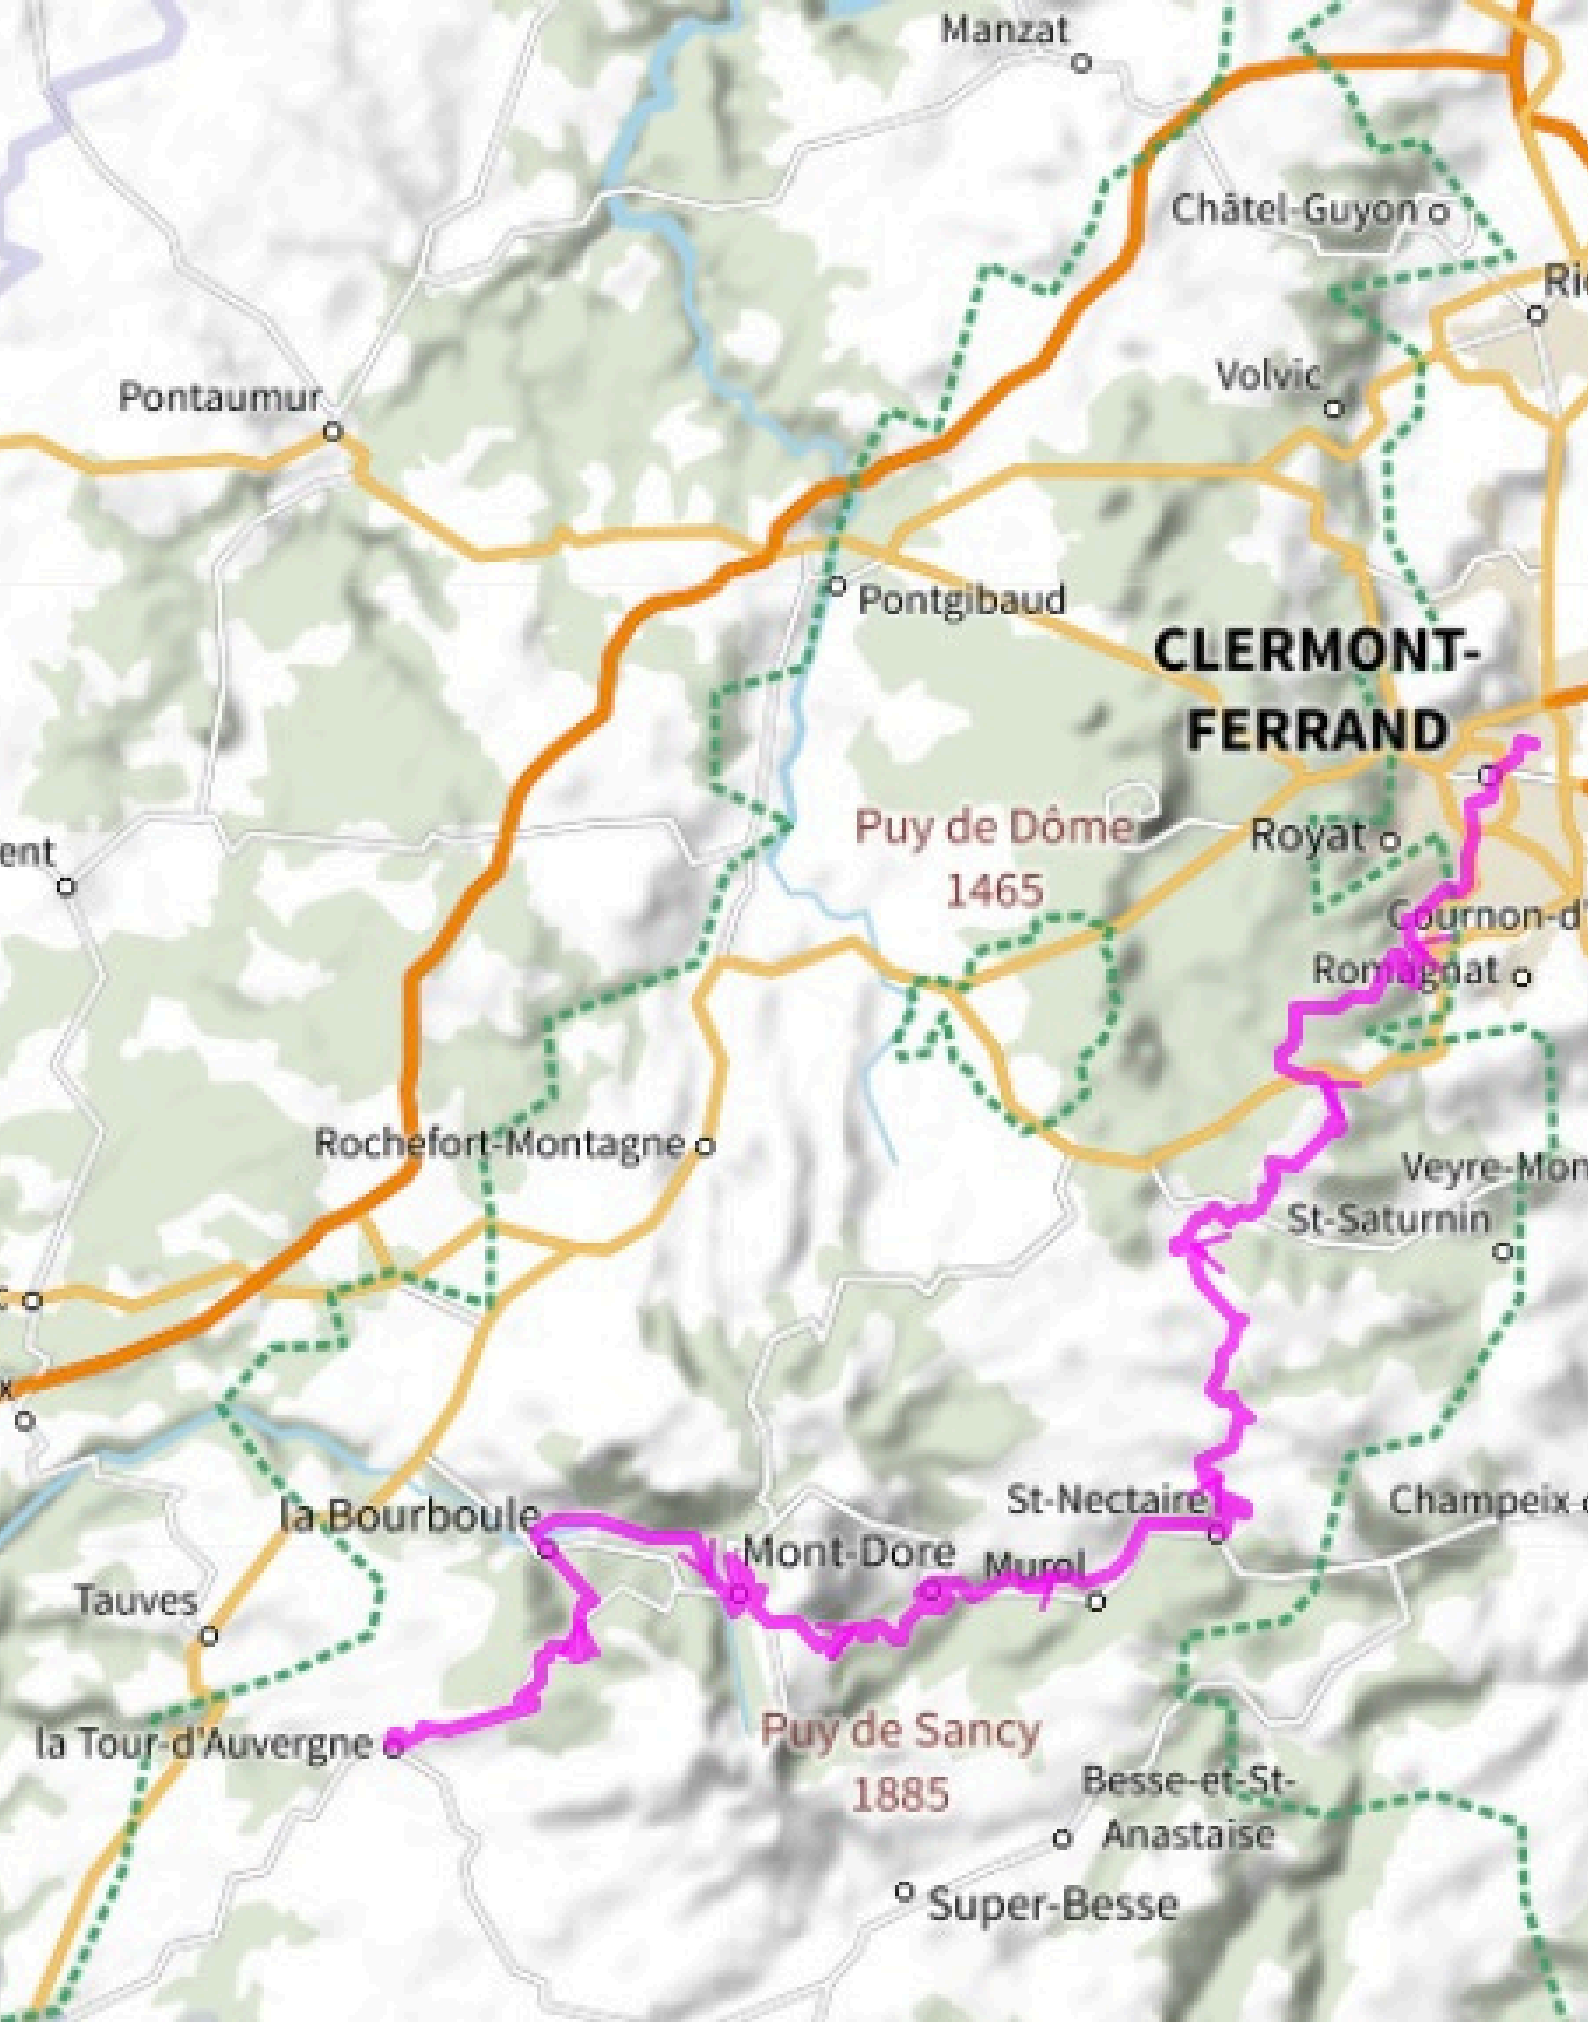 Manzat
Châtel-Guyon
Volvic
Pontaumur
Pontgibaud
CLERMONT-
FERRAND
ent
Puy de Dôme
1465
Royat
Cournon-d'
Romagnat
Rochefort-Montagne
Veyre-Mon
St-Saturnin
la Bourboule
St-Nectaire
Champeix
Mont-Dore
Murol
Tauves
la Tour-d'Auvergne
Puy de Sancy
1885
Besse-et-St-
Anastaise
Super-Besse